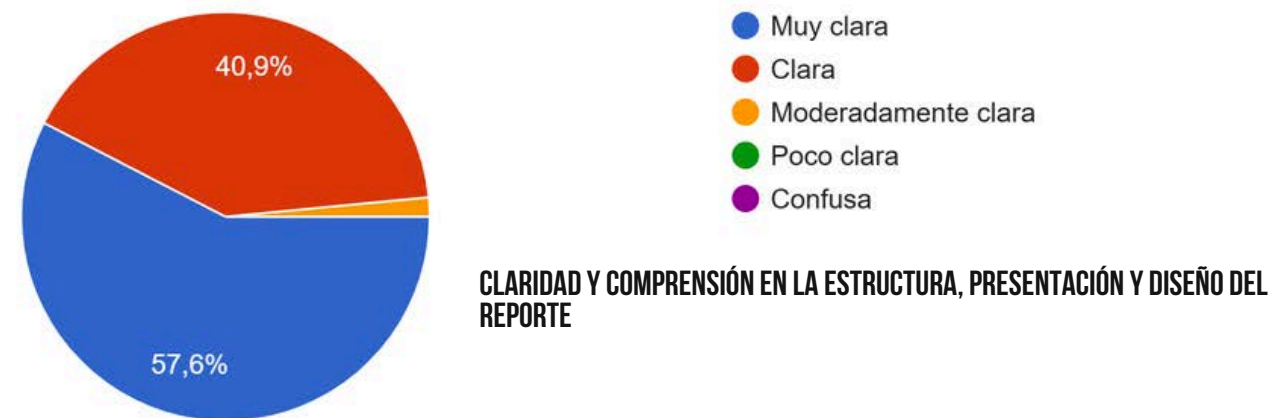 40,9%
57,6%
Muy clara
Clara
Moderadamente clara
Poco clara
Confusa
CLARIDAD Y COMPRENSIÓN EN LA ESTRUCTURA, PRESENTACIÓN Y DISEÑO DEL
REPORTE